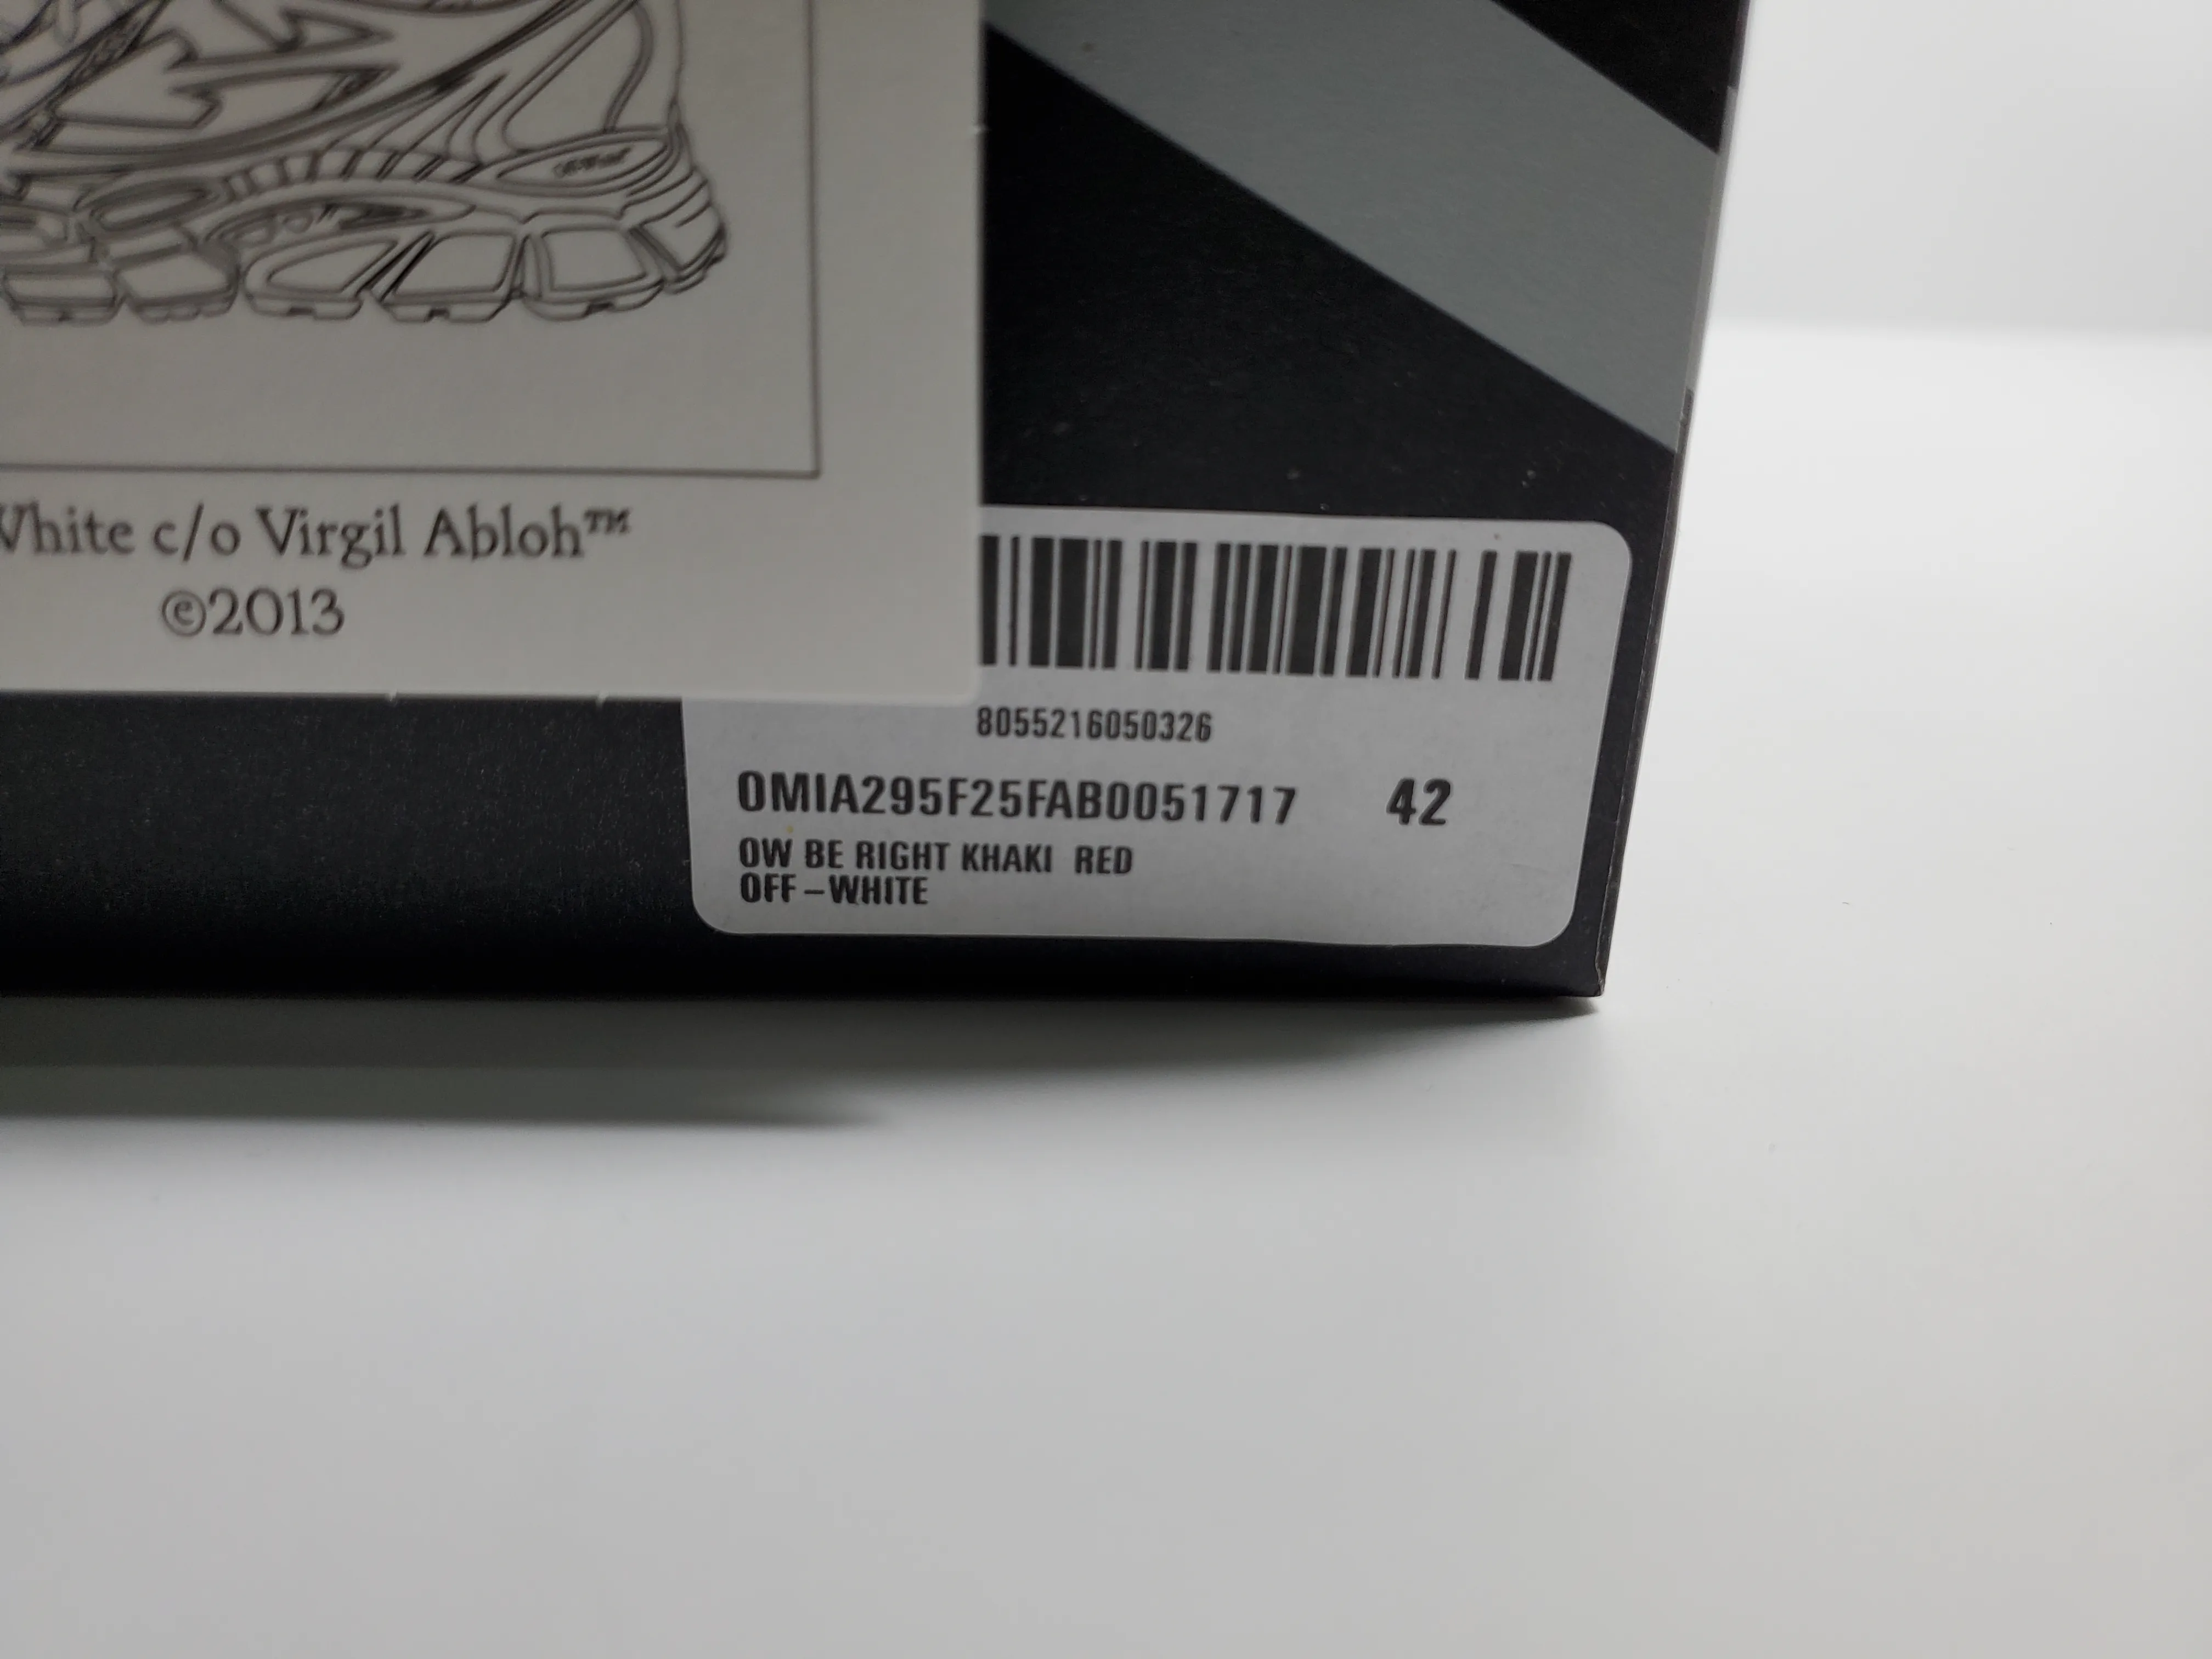 White c/o Virgil Abloh™
©2013
8055216050326
OMIA295F25FAB0051717 42
OW BE RIGHT KHAKI RED
OFF-WHITE